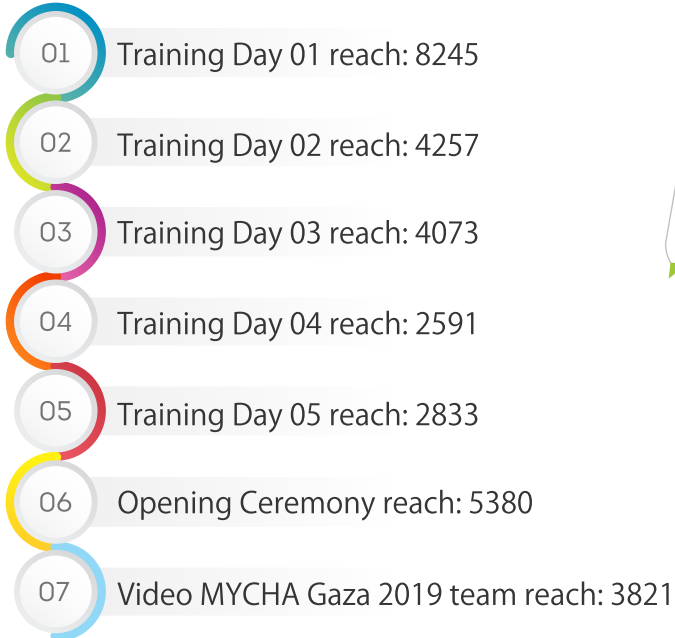 01 Training Day 01 reach: 8245
02 Training Day 02 reach: 4257
03 Training Day 03 reach: 4073
04 Training Day 04 reach: 2591
05 Training Day 05 reach: 2833
06 Opening Ceremony reach: 5380
07 Video MYCHA Gaza 2019 team reach: 3821